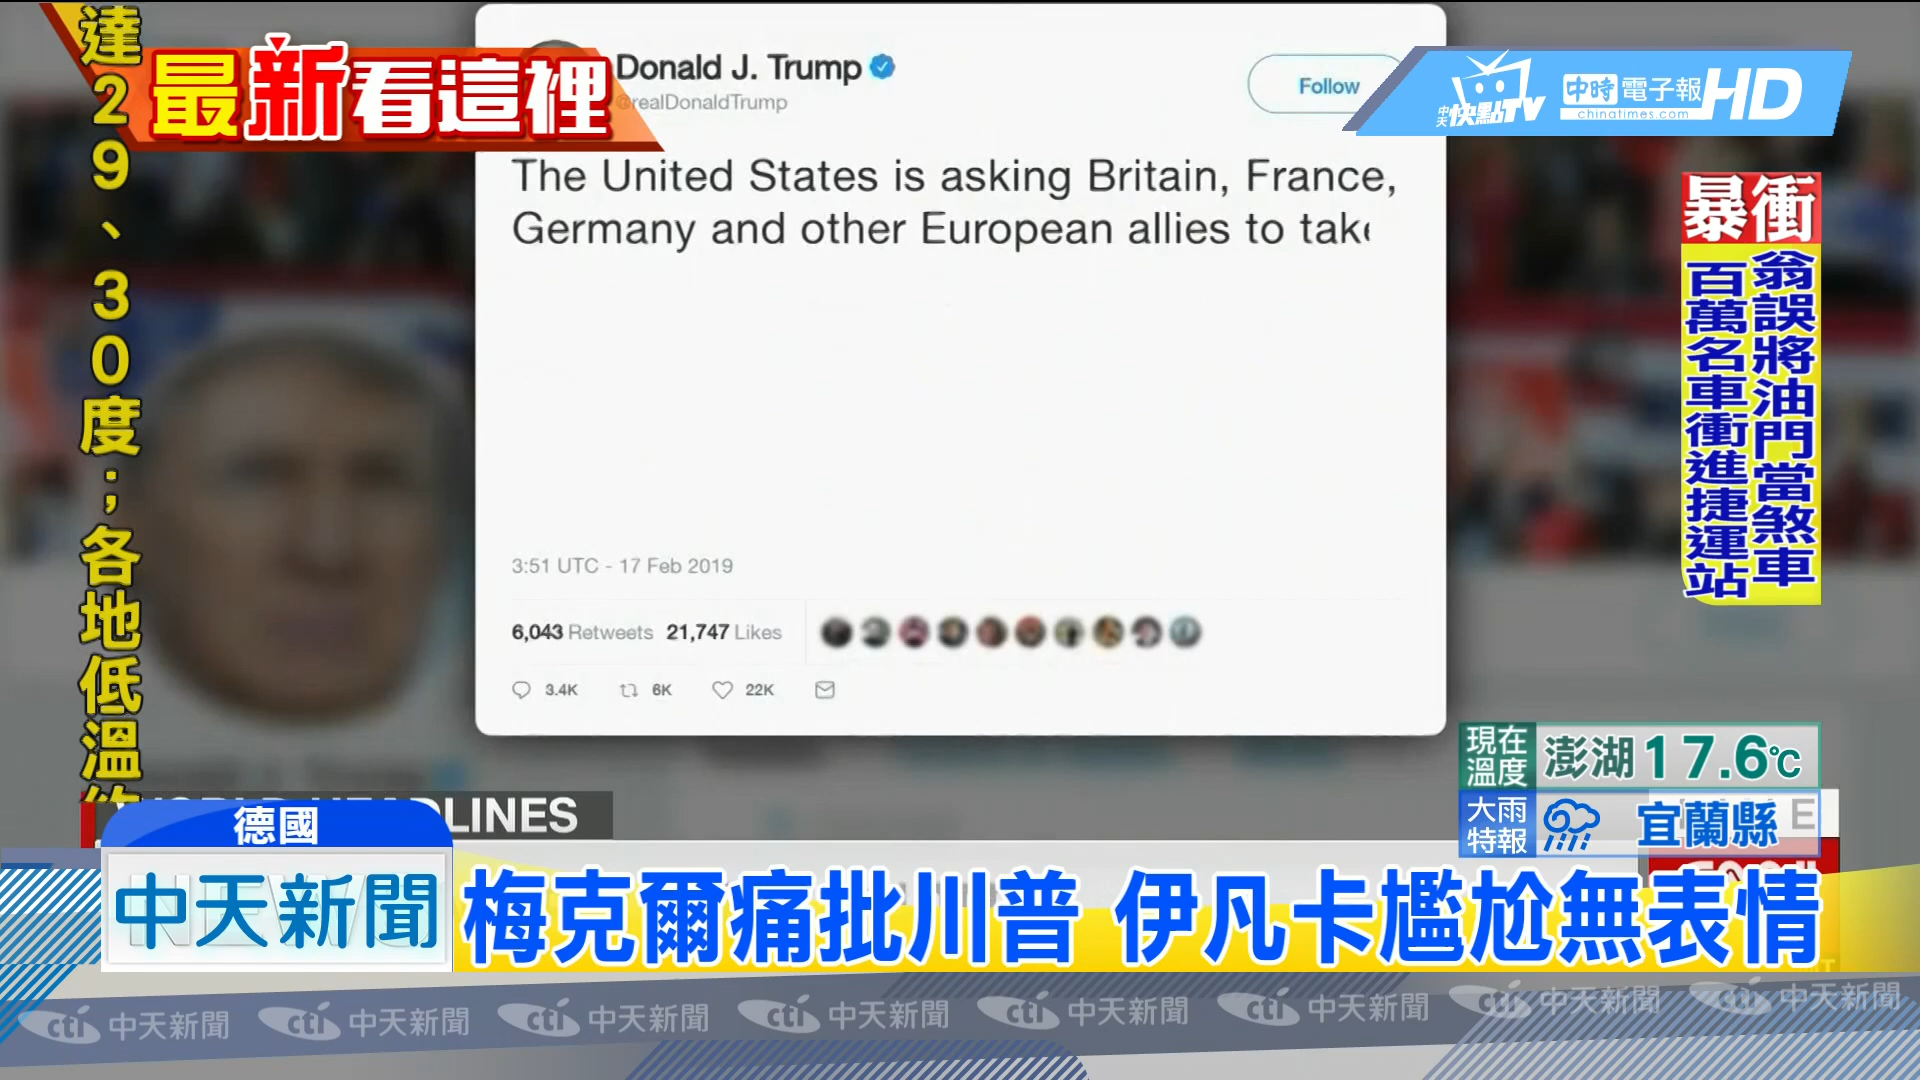 達29、30度；各地低溫約
最新看這裡
Donald J. Trump
@realDonaldTrump
Follow
中天快點TV
中時電子報HD
chinatimes.com
The United States is asking Britain, France,
Germany and other European allies to take
暴衝
翁誤將油門當煞車
百萬名車衝進捷運站
3:51 UTC - 17 Feb 2019
6,043 Retweets 21,747 Likes
3.4K 6K 22K
現在溫度
澎湖17.6℃
大雨特報
宜蘭縣
WORLD HEADLINES
德國
中天新聞
梅克爾痛批川普 伊凡卡尷尬無表情
cti 中天新聞 cti 中天新聞 cti 中天新聞 cti 中天新聞 cti 中天新聞 cti 中天新聞 cti 中天新聞 cti 中天新聞